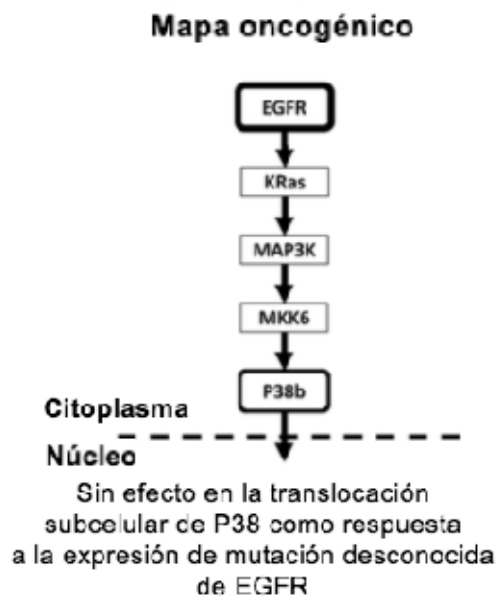 Mapa oncogénico
EGFR
KRas
MAP3K
MKK6
P38b
Citoplasma
Núcleo
Sin efecto en la translocación
subcelular de P38 como respuesta
a la expresión de mutación desconocida
de EGFR